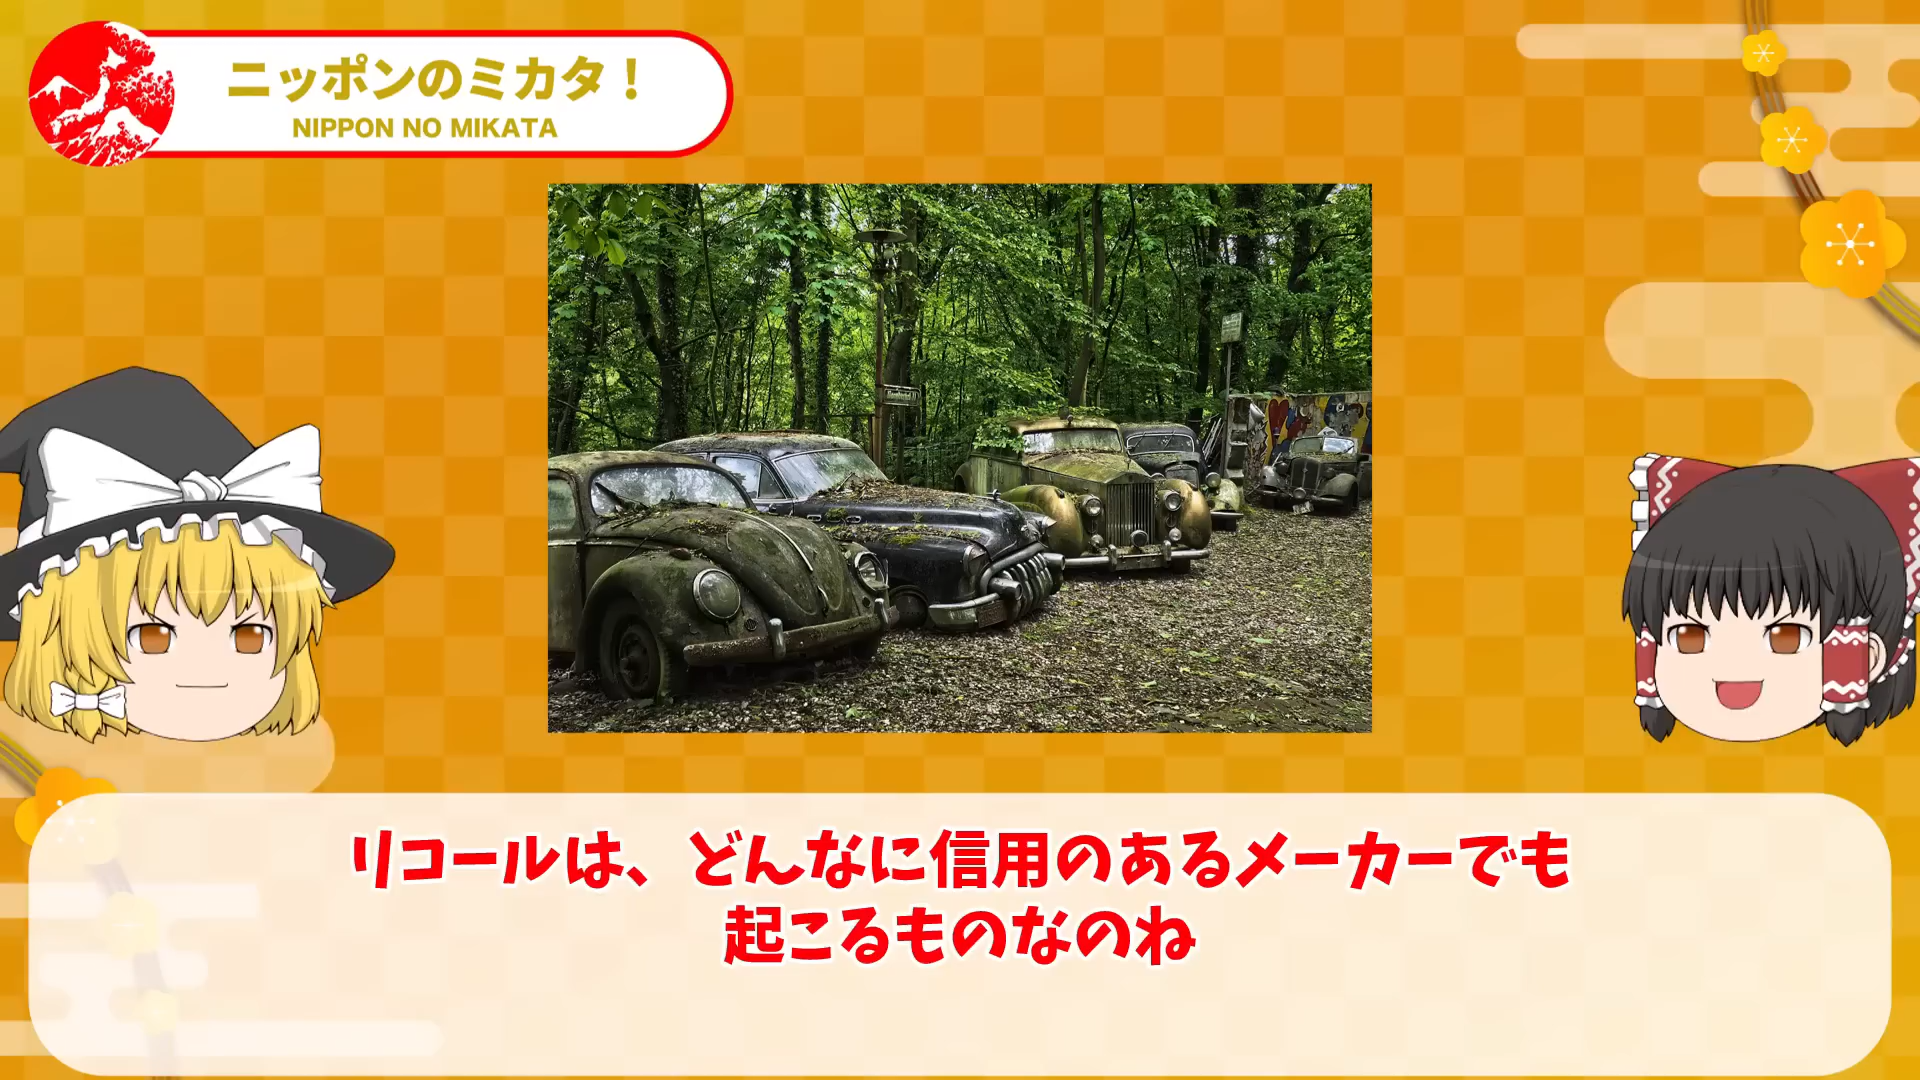 ニッポンのミカタ！
NIPPON NO MIKATA
リコールは、どんなに信用のあるメーカーでも
起こるものなのね